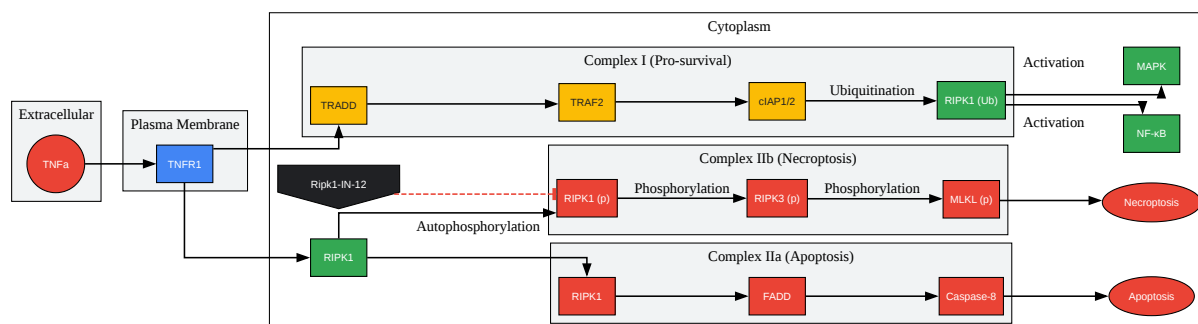 Cytoplasm
Complex I (Pro-survival)
Activation
MAPK
TRADD
TRAF2
cIAP1/2
Ubiquitination
RIPK1 (Ub)
Activation
NF-κB
Extracellular
TNFa
Plasma Membrane
TNFR1
Ripk1-IN-12
Complex IIb (Necroptosis)
RIPK1 (p)
Phosphorylation
RIPK3 (p)
Phosphorylation
MLKL (p)
Necroptosis
Autophosphorylation
RIPK1
Complex IIa (Apoptosis)
RIPK1
FADD
Caspase-8
Apoptosis